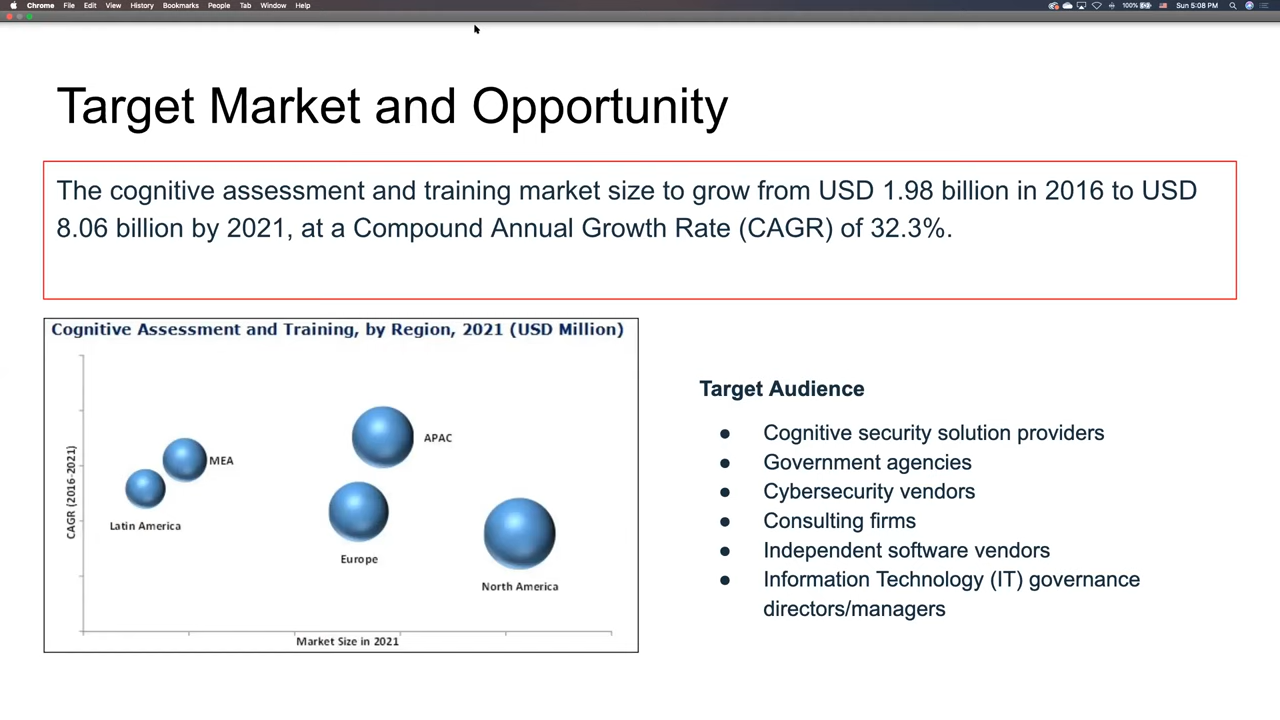 Chrome File Edit View History Bookmarks People Tab Window Help
100% Sun 5:08 PM
Target Market and Opportunity
The cognitive assessment and training market size to grow from USD 1.98 billion in 2016 to USD
8.06 billion by 2021, at a Compound Annual Growth Rate (CAGR) of 32.3%.
Cognitive Assessment and Training, by Region, 2021 (USD Million)
CAGR (2016-2021)
APAC
MEA
Latin America
Europe
North America
Market Size in 2021
Target Audience
● Cognitive security solution providers
● Government agencies
● Cybersecurity vendors
● Consulting firms
● Independent software vendors
● Information Technology (IT) governance
directors/managers